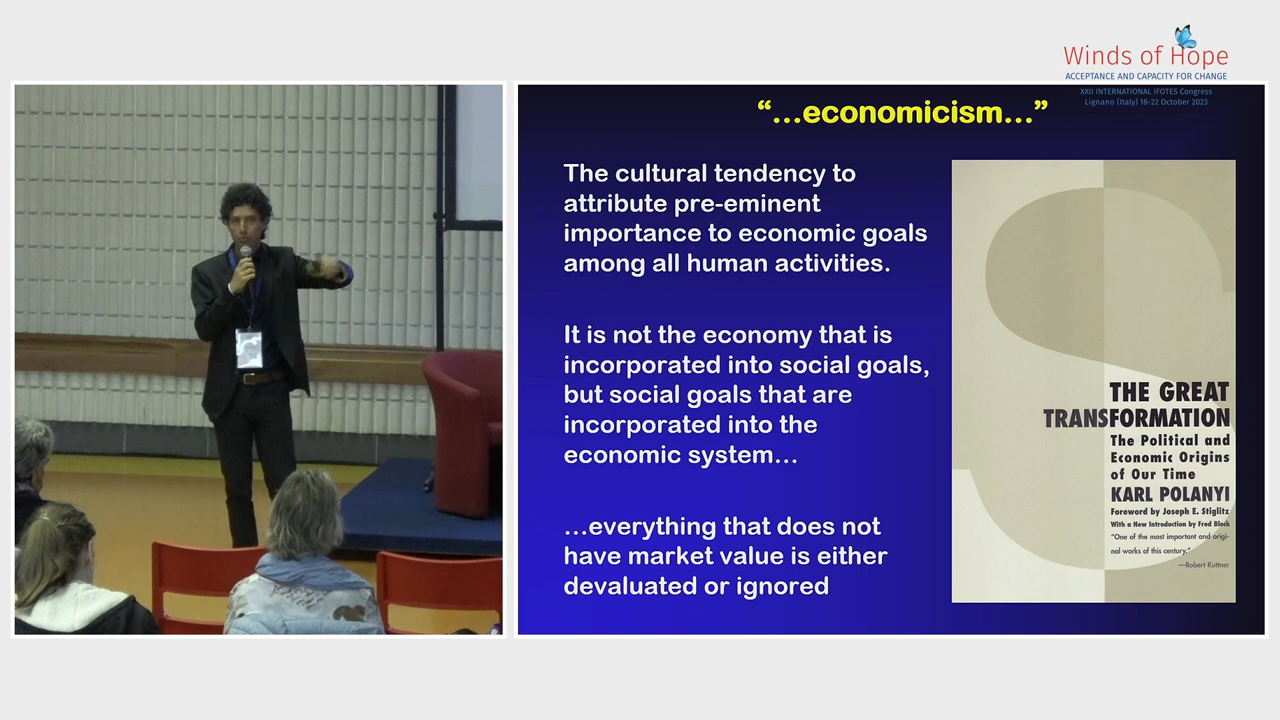 Winds of Hope
ACCEPTANCE AND CAPACITY FOR CHANGE
XXII INTERNATIONAL IFOTES Congress
Lignano (Italy) 18-22 October 2023
“...economicism...”
The cultural tendency to
attribute pre-eminent
importance to economic goals
among all human activities.
It is not the economy that is
incorporated into social goals,
but social goals that are
incorporated into the
economic system...
...everything that does not
have market value is either
devaluated or ignored
THE GREAT
TRANSFORMATION
The Political and
Economic Origins
of Our Time
KARL POLANYI
Foreword by Joseph E. Stiglitz
With a New Introduction by Fred Block
“One of the most important and origi-
nal works of this century.”
—Robert Kuttner